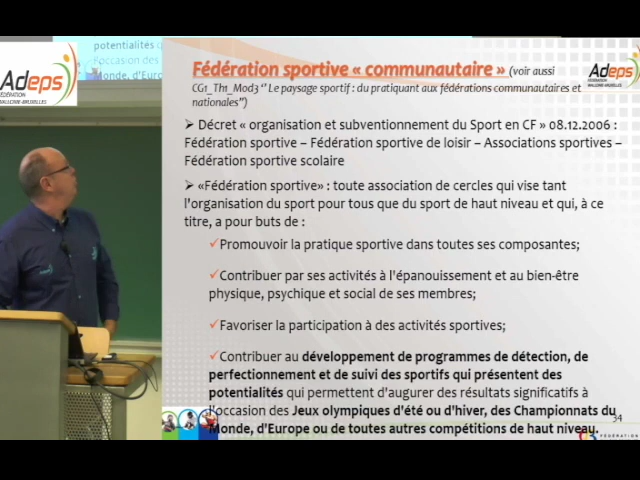 Adeps
FÉDÉRATION
WALLONIE-BRUXELLES
potentialités
l'occasion des
Monde, d'Europe
Fédération sportive « communautaire » (voir aussi
CG1_Th1_Mod3 ‘’ Le paysage sportif : du pratiquant aux fédérations communautaires et
nationales’’)
Adeps
FÉDÉRATION
WALLONIE-BRUXELLES
➢ Décret « organisation et subventionnement du Sport en CF » 08.12.2006 :
Fédération sportive – Fédération sportive de loisir – Associations sportives –
Fédération sportive scolaire
➢ «Fédération sportive» : toute association de cercles qui vise tant
l'organisation du sport pour tous que du sport de haut niveau et qui, à ce
titre, a pour buts de :
✓Promouvoir la pratique sportive dans toutes ses composantes;
✓Contribuer par ses activités à l'épanouissement et au bien-être
physique, psychique et social de ses membres;
✓Favoriser la participation à des activités sportives;
✓Contribuer au développement de programmes de détection, de
perfectionnement et de suivi des sportifs qui présentent des
potentialités qui permettent d'augurer des résultats significatifs à
l'occasion des Jeux olympiques d'été ou d'hiver, des Championnats du
Monde, d'Europe ou de toutes autres compétitions de haut niveau.
34
FÉDÉRATION